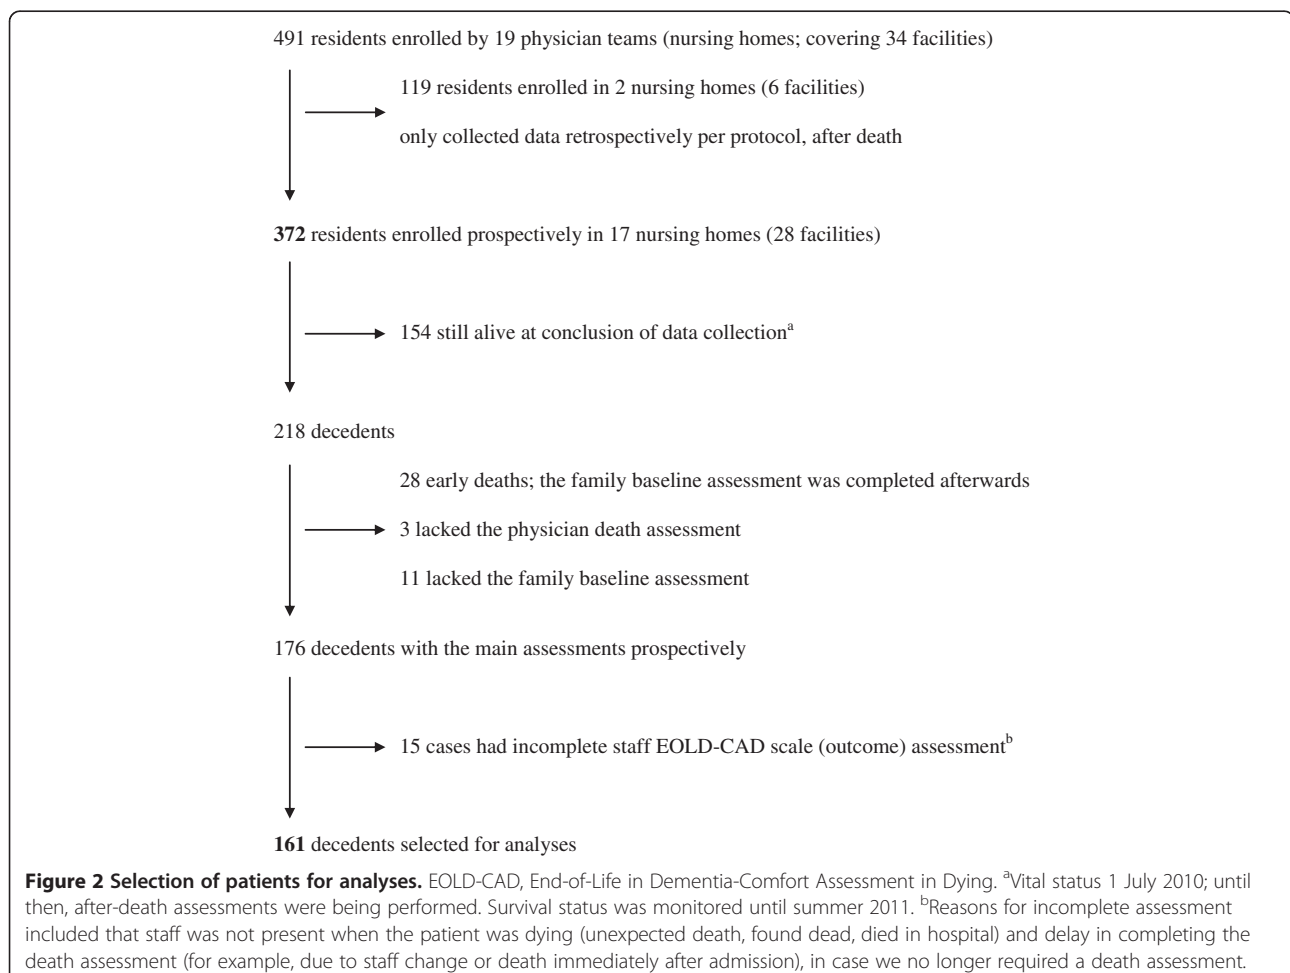 491 residents enrolled by 19 physician teams (nursing homes; covering 34 facilities)
119 residents enrolled in 2 nursing homes (6 facilities)
only collected data retrospectively per protocol, after death
372 residents enrolled prospectively in 17 nursing homes (28 facilities)
154 still alive at conclusion of data collectionᵃ
218 decedents
28 early deaths; the family baseline assessment was completed afterwards
3 lacked the physician death assessment
11 lacked the family baseline assessment
176 decedents with the main assessments prospectively
15 cases had incomplete staff EOLD-CAD scale (outcome) assessmentᵇ
161 decedents selected for analyses
Figure 2 Selection of patients for analyses. EOLD-CAD, End-of-Life in Dementia-Comfort Assessment in Dying. ᵃVital status 1 July 2010; until
then, after-death assessments were being performed. Survival status was monitored until summer 2011. ᵇReasons for incomplete assessment
included that staff was not present when the patient was dying (unexpected death, found dead, died in hospital) and delay in completing the
death assessment (for example, due to staff change or death immediately after admission), in case we no longer required a death assessment.